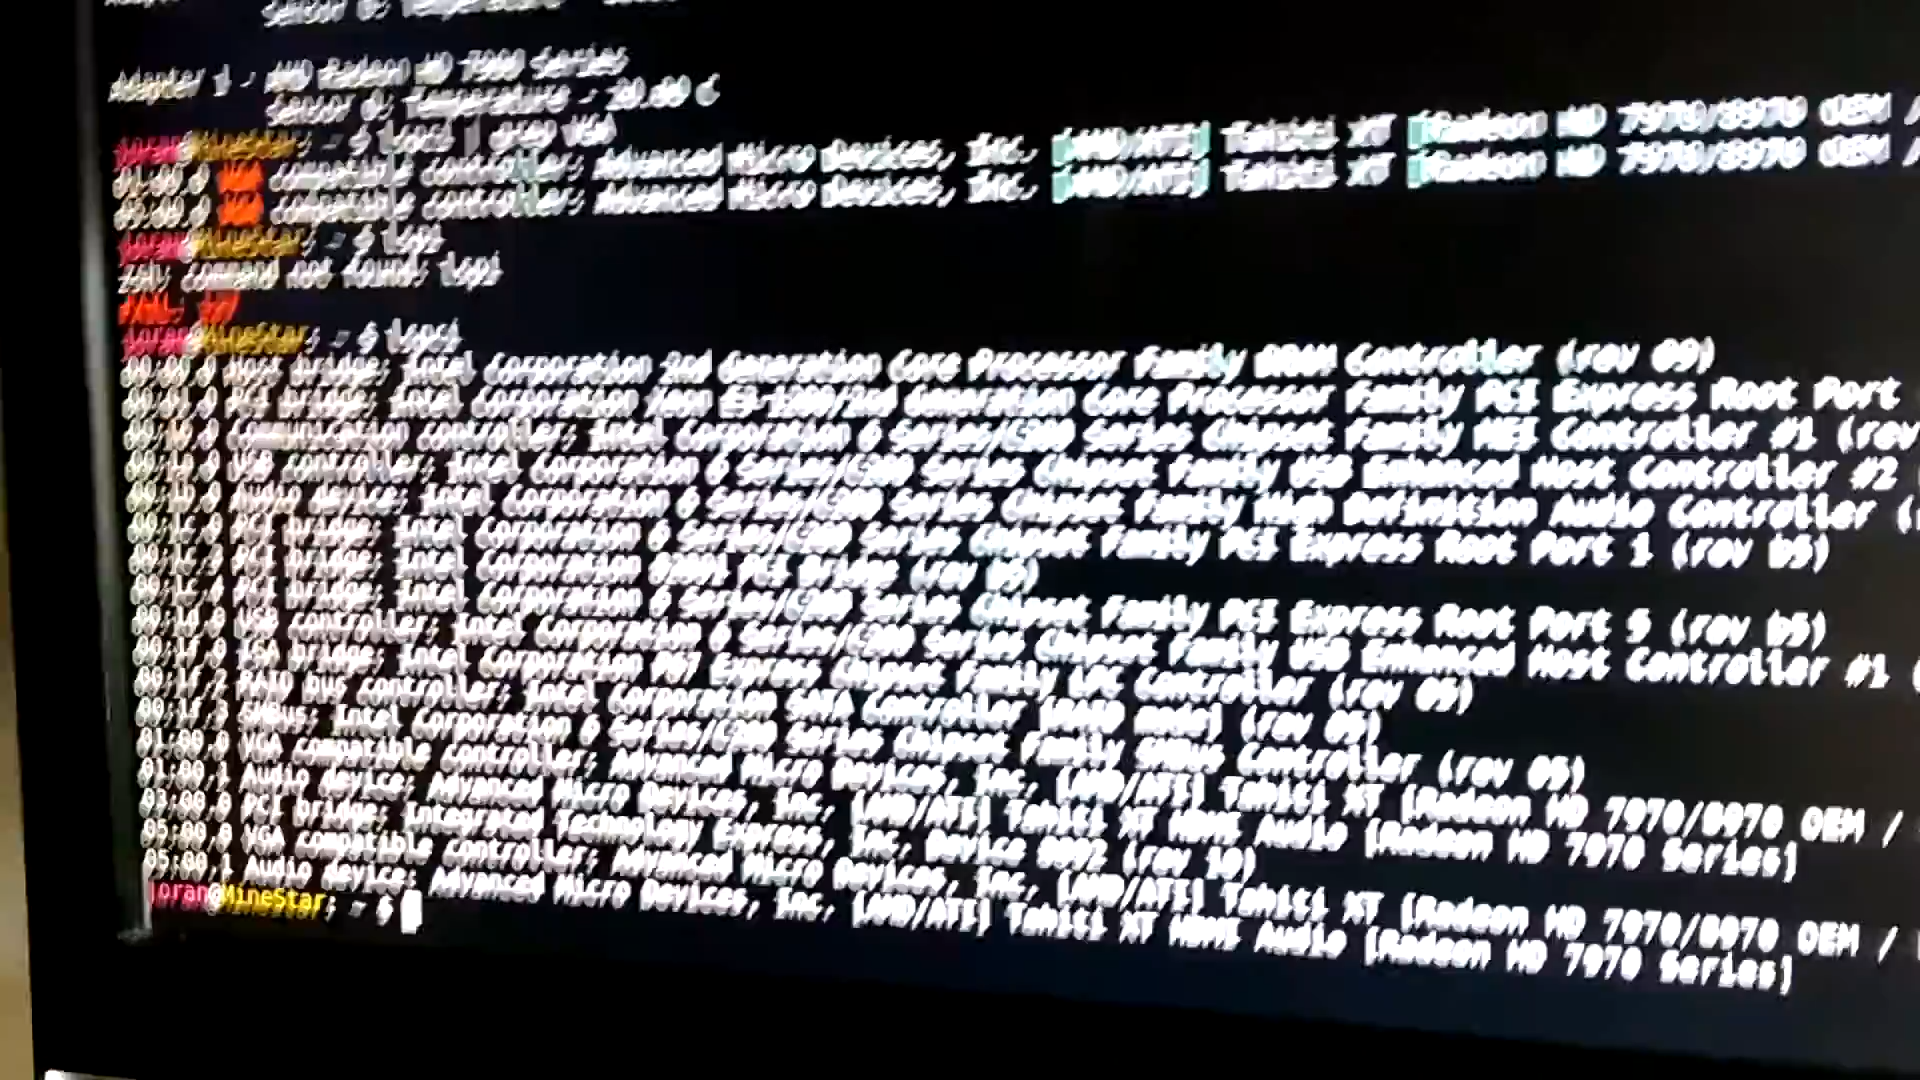 Sensor 0: Temperature
Adapter 1 - AMD Radeon HD 7900 Series
Sensor 0: Temperature - 20.00 C
joran@MineStar: ~ $ lspci | grep VGA
01:00.0 VGA compatible controller: Advanced Micro Devices, Inc. [AMD/ATI] Tahiti XT [Radeon HD 7970/8970 OEM /
05:00.0 VGA compatible controller: Advanced Micro Devices, Inc. [AMD/ATI] Tahiti XT [Radeon HD 7970/8970 OEM /
joran@MineStar: ~ $ lspi
zsh: command not found: lspi
FAIL: 127
joran@MineStar: ~ $ lspci
00:00.0 Host bridge: Intel Corporation 2nd Generation Core Processor Family DRAM Controller (rev 09)
00:01.0 PCI bridge: Intel Corporation Xeon E3-1200/2nd Generation Core Processor Family PCI Express Root Port
00:16.0 Communication controller: Intel Corporation 6 Series/C200 Series Chipset Family MEI Controller #1 (rev
00:1a.0 USB controller: Intel Corporation 6 Series/C200 Series Chipset Family USB Enhanced Host Controller #2
00:1b.0 Audio device: Intel Corporation 6 Series/C200 Series Chipset Family High Definition Audio Controller (
00:1c.0 PCI bridge: Intel Corporation 6 Series/C200 Series Chipset Family PCI Express Root Port 1 (rev b5)
00:1c.3 PCI bridge: Intel Corporation 82801 PCI Bridge (rev b5)
00:1c.4 PCI bridge: Intel Corporation 6 Series/C200 Series Chipset Family PCI Express Root Port 5 (rev b5)
00:1d.0 USB controller: Intel Corporation 6 Series/C200 Series Chipset Family USB Enhanced Host Controller #1 (
00:1f.0 ISA bridge: Intel Corporation P67 Express Chipset Family LPC Controller (rev 05)
00:1f.2 RAID bus controller: Intel Corporation SATA Controller [RAID mode] (rev 05)
00:1f.3 SMBus: Intel Corporation 6 Series/C200 Series Chipset Family SMBus Controller (rev 05)
01:00.0 VGA compatible controller: Advanced Micro Devices, Inc. [AMD/ATI] Tahiti XT [Radeon HD 7970/8970 OEM /
01:00.1 Audio device: Advanced Micro Devices, Inc. [AMD/ATI] Tahiti XT HDMI Audio [Radeon HD 7970 Series]
03:00.0 PCI bridge: Integrated Technology Express, Inc. Device 8892 (rev 10)
05:00.0 VGA compatible controller: Advanced Micro Devices, Inc. [AMD/ATI] Tahiti XT [Radeon HD 7970/8970 OEM /
05:00.1 Audio device: Advanced Micro Devices, Inc. [AMD/ATI] Tahiti XT HDMI Audio [Radeon HD 7970 Series]
joran@MineStar: ~ $